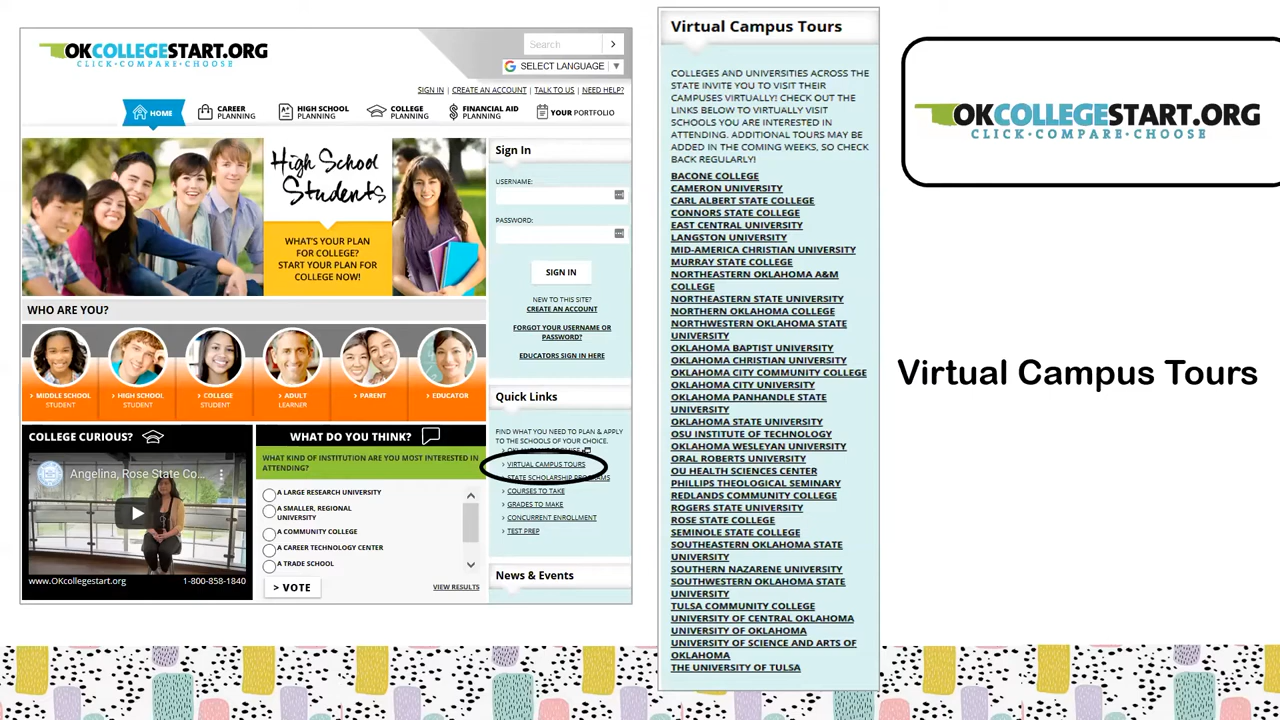 OKCOLLEGESTART.ORG
CLICK•COMPARE•CHOOSE
Search
SELECT LANGUAGE
SIGN IN | CREATE AN ACCOUNT | TALK TO US | NEED HELP?
HOME
CAREER
PLANNING
HIGH SCHOOL
PLANNING
COLLEGE
PLANNING
FINANCIAL AID
PLANNING
YOUR PORTFOLIO
High School
Students
WHAT'S YOUR PLAN
FOR COLLEGE?
START YOUR PLAN FOR
COLLEGE NOW!
Sign In
USERNAME:
PASSWORD:
SIGN IN
NEW TO THIS SITE?
CREATE AN ACCOUNT
FORGOT YOUR USERNAME OR
PASSWORD?
EDUCATORS SIGN IN HERE
WHO ARE YOU?
> MIDDLE SCHOOL
STUDENT
> HIGH SCHOOL
STUDENT
> COLLEGE
STUDENT
> ADULT
LEARNER
> PARENT
> EDUCATOR
Quick Links
FIND WHAT YOU NEED TO PLAN & APPLY
TO THE SCHOOLS OF YOUR CHOICE.
> VIRTUAL CAMPUS TOURS
> STATE SCHOLARSHIP PROGRAMS
> COURSES TO TAKE
> GRADES TO MAKE
> CONCURRENT ENROLLMENT
> TEST PREP
News & Events
COLLEGE CURIOUS?
Angelina, Rose State Co...
www.OKcollegestart.org
1-800-858-1840
WHAT DO YOU THINK?
WHAT KIND OF INSTITUTION ARE YOU MOST INTERESTED IN
ATTENDING?
A LARGE RESEARCH UNIVERSITY
A SMALLER, REGIONAL
UNIVERSITY
A COMMUNITY COLLEGE
A CAREER TECHNOLOGY CENTER
A TRADE SCHOOL
> VOTE
VIEW RESULTS
Virtual Campus Tours
COLLEGES AND UNIVERSITIES ACROSS THE
STATE INVITE YOU TO VISIT THEIR
CAMPUSES VIRTUALLY! CHECK OUT THE
LINKS BELOW TO VIRTUALLY VISIT
SCHOOLS YOU ARE INTERESTED IN
ATTENDING. ADDITIONAL TOURS MAY BE
ADDED IN THE COMING WEEKS, SO CHECK
BACK REGULARLY!
BACONE COLLEGE
CAMERON UNIVERSITY
CARL ALBERT STATE COLLEGE
CONNORS STATE COLLEGE
EAST CENTRAL UNIVERSITY
LANGSTON UNIVERSITY
MID-AMERICA CHRISTIAN UNIVERSITY
MURRAY STATE COLLEGE
NORTHEASTERN OKLAHOMA A&M
COLLEGE
NORTHEASTERN STATE UNIVERSITY
NORTHERN OKLAHOMA COLLEGE
NORTHWESTERN OKLAHOMA STATE
UNIVERSITY
OKLAHOMA BAPTIST UNIVERSITY
OKLAHOMA CHRISTIAN UNIVERSITY
OKLAHOMA CITY COMMUNITY COLLEGE
OKLAHOMA CITY UNIVERSITY
OKLAHOMA PANHANDLE STATE
UNIVERSITY
OKLAHOMA STATE UNIVERSITY
OSU INSTITUTE OF TECHNOLOGY
OKLAHOMA WESLEYAN UNIVERSITY
ORAL ROBERTS UNIVERSITY
OU HEALTH SCIENCES CENTER
PHILLIPS THEOLOGICAL SEMINARY
REDLANDS COMMUNITY COLLEGE
ROGERS STATE UNIVERSITY
ROSE STATE COLLEGE
SEMINOLE STATE COLLEGE
SOUTHEASTERN OKLAHOMA STATE
UNIVERSITY
SOUTHERN NAZARENE UNIVERSITY
SOUTHWESTERN OKLAHOMA STATE
UNIVERSITY
TULSA COMMUNITY COLLEGE
UNIVERSITY OF CENTRAL OKLAHOMA
UNIVERSITY OF OKLAHOMA
UNIVERSITY OF SCIENCE AND ARTS OF
OKLAHOMA
THE UNIVERSITY OF TULSA
OKCOLLEGESTART.ORG
CLICK•COMPARE•CHOOSE
Virtual Campus Tours